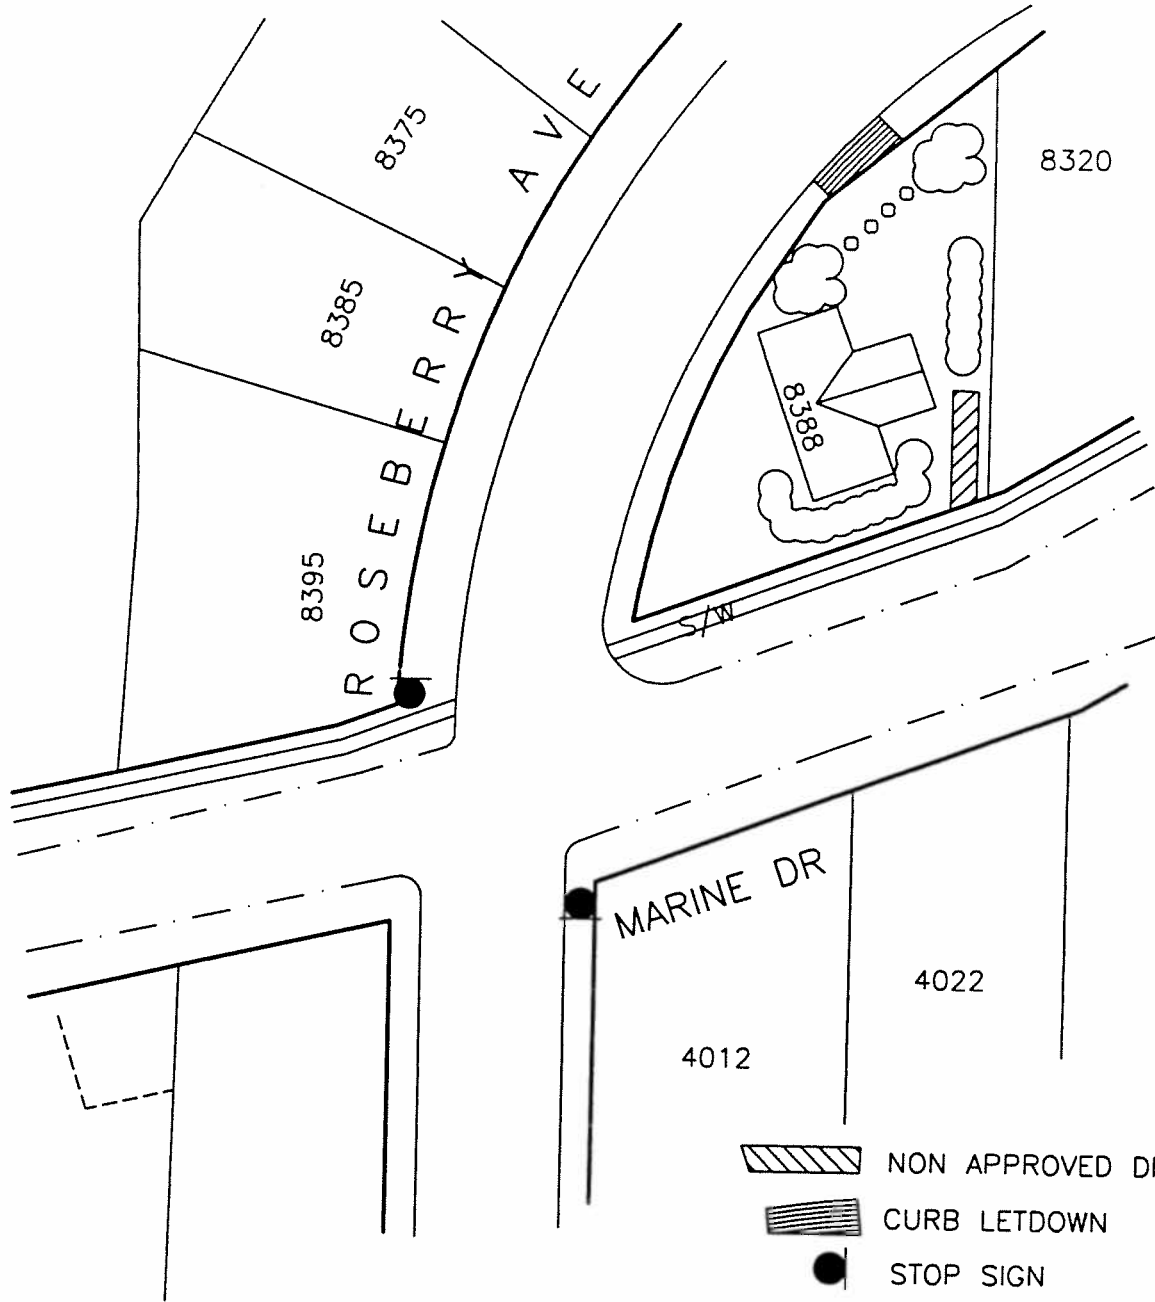 8375
8385
8395
ROSEBERRY AVE
8320
8388
S/W
MARINE DR
4022
4012
NON APPROVED
CURB LETDOWN
STOP SIGN